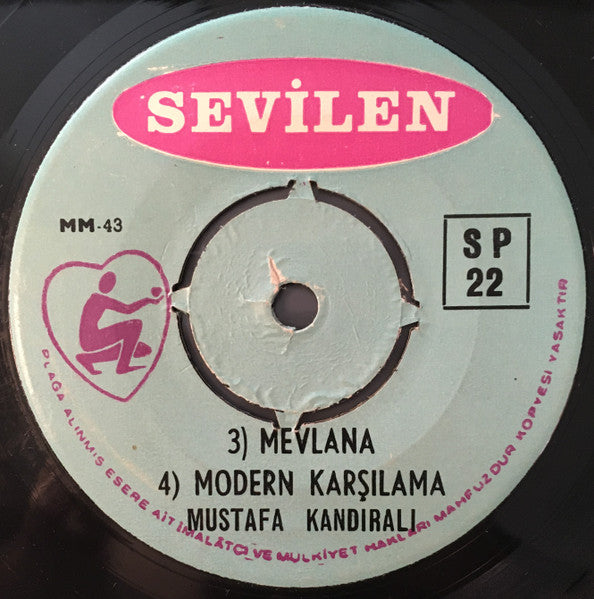 SEVİLEN
MM-43
SP
22
3) MEVLANA
4) MODERN KARŞILAMA
MUSTAFA KANDIRALI
PLAĞA ALINMIŞ ESERE AİT İMALÂTÇI VE MULKİYET HAKLARI MAHFUZDUR KOPYESİ YASAKTIR